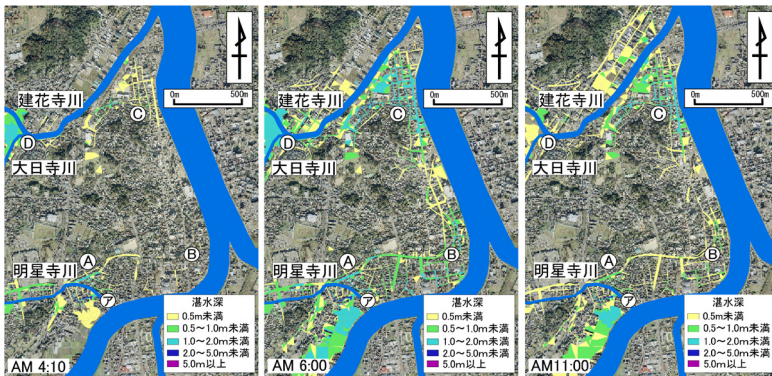 0m 500m
建花寺川
C
D
大日寺川
A
B
明星寺川
ア
湛水深
0.5m未満
0.5~1.0m未満
1.0~2.0m未満
2.0~5.0m未満
5.0m以上
AM 4:10
0m 500m
建花寺川
C
D
大日寺川
A
B
明星寺川
ア
湛水深
0.5m未満
0.5~1.0m未満
1.0~2.0m未満
2.0~5.0m未満
5.0m以上
AM 6:00
0m 500m
建花寺川
C
D
大日寺川
A
B
明星寺川
ア
湛水深
0.5m未満
0.5~1.0m未満
1.0~2.0m未満
2.0~5.0m未満
5.0m以上
AM11:00